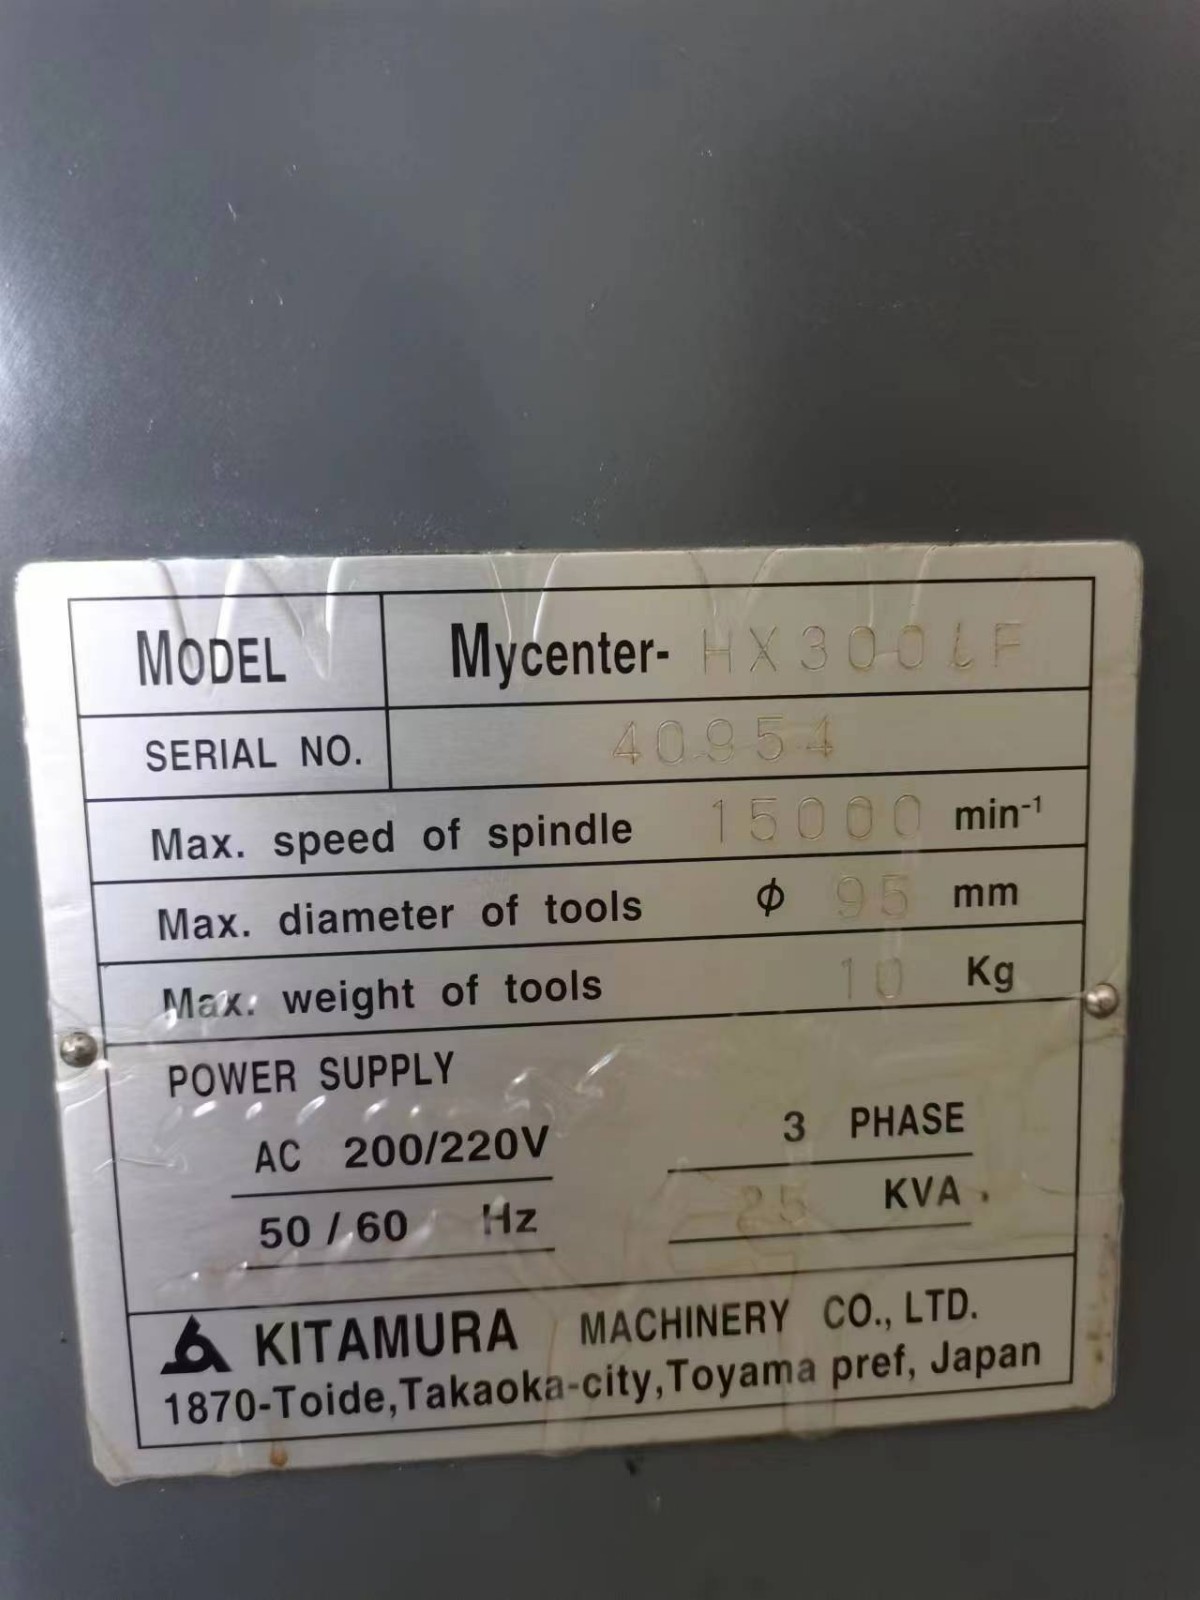 MODEL Mycenter- HX300iF
SERIAL NO. 40954
Max. speed of spindle 15000 min-1
Max. diameter of tools ϕ 95 mm
Max. weight of tools 10 Kg
POWER SUPPLY
AC 200/220V 3 PHASE
50 / 60 Hz 25 KVA
KITAMURA MACHINERY CO., LTD.
1870-Toide,Takaoka-city,Toyama pref, Japan